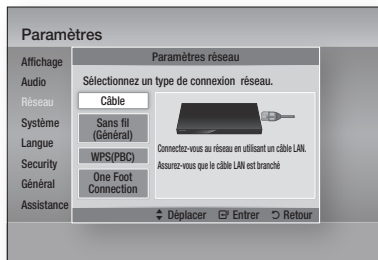 Paramètres
Affichage
Audio
Réseau
Système
Langue
Security
Général
Assistance
Paramètres réseau
Sélectionnez un type de connexion réseau.
Câble
Sans fil
(Général)
WPS(PBC)
One Foot
Connection
Connectez-vous au réseau en utilisant un câble LAN.
Assurez-vous que le câble LAN est branché
Déplacer Entrer Retour